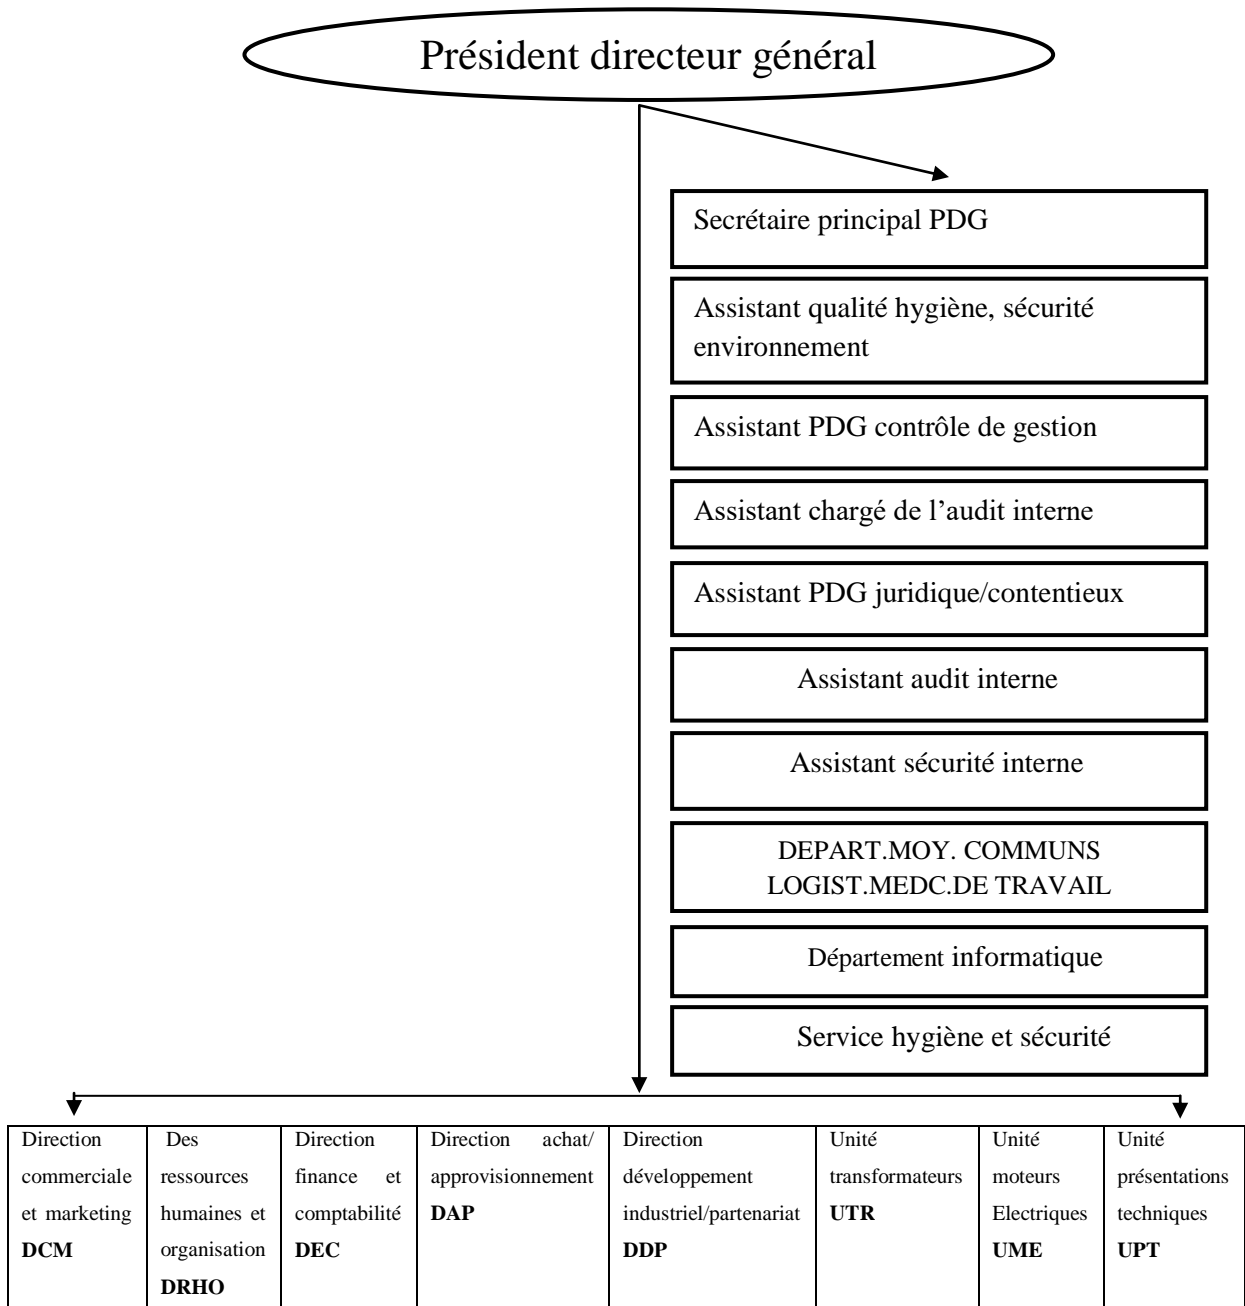 Président directeur général
Secrétaire principal PDG
Assistant qualité hygiène, sécurité
environnement
Assistant PDG contrôle de gestion
Assistant chargé de l’audit interne
Assistant PDG juridique/contentieux
Assistant audit interne
Assistant sécurité interne
DEPART.MOY. COMMUNS
LOGIST.MEDC.DE TRAVAIL
Département informatique
Service hygiène et sécurité
Direction
commerciale
et marketing
DCM
Des
ressources
humaines et
organisation
DRHO
Direction
finance et
comptabilité
DEC
Direction achat/
approvisionnement
DAP
Direction
développement
industriel/partenariat
DDP
Unité
transformateurs
UTR
Unité
moteurs
Electriques
UME
Unité
présentations
techniques
UPT